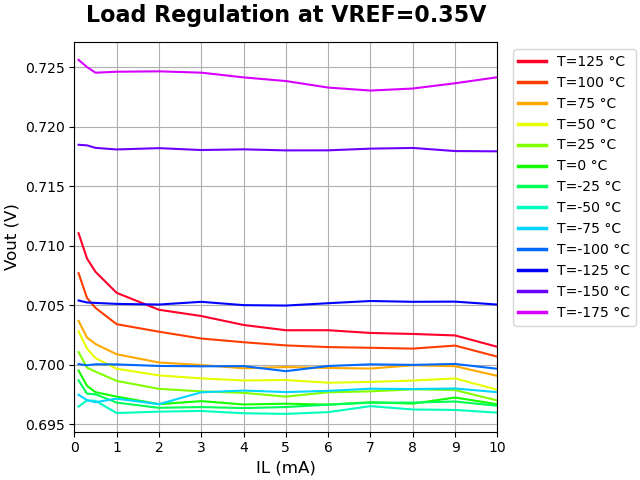 Load Regulation at VREF=0.35V
Vout (V)
0.725
0.720
0.715
0.710
0.705
0.700
0.695
0 1 2 3 4 5 6 7 8 9 10
IL (mA)
T=125 °C
T=100 °C
T=75 °C
T=50 °C
T=25 °C
T=0 °C
T=-25 °C
T=-50 °C
T=-75 °C
T=-100 °C
T=-125 °C
T=-150 °C
T=-175 °C